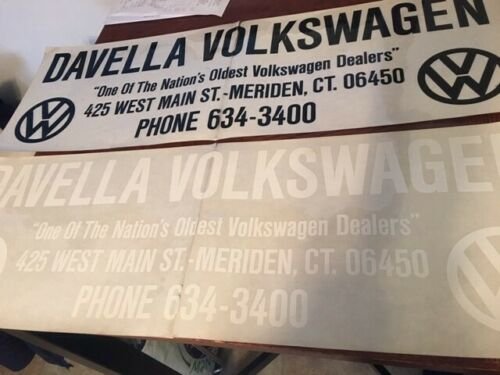 DAVELLA VOLKSWAGEN
"One Of The Nation's Oldest Volkswagen Dealers"
425 WEST MAIN ST.-MERIDEN, CT. 06450
PHONE 634-3400
DAVELLA VOLKSWAGEN
"One Of The Nation's Oldest Volkswagen Dealers"
425 WEST MAIN ST.-MERIDEN, CT. 06450
PHONE 634-3400